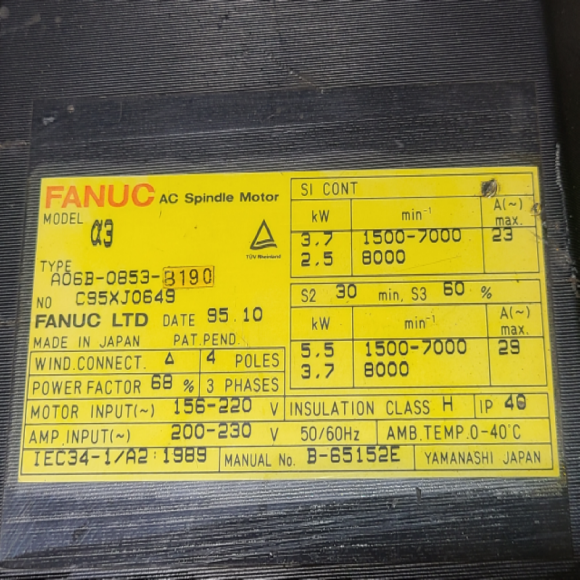 FANUC AC Spindle Motor
MODEL α3
TÜV Rheinland
TYPE A06B-0853-B190
NO C95XJ0649
FANUC LTD DATE 95.10
MADE IN JAPAN PAT.PEND.
WIND.CONNECT. Δ 4 POLES
POWER FACTOR 68 % 3 PHASES
SI CONT
kW min⁻¹ A(~) max.
3.7 1500-7000 23
2.5 8000
S2 30 min, S3 60 %
kW min⁻¹ A(~) max.
5.5 1500-7000 29
3.7 8000
MOTOR INPUT(~) 156-220 V INSULATION CLASS H IP 40
AMP.INPUT(~) 200-230 V 50/60Hz AMB.TEMP.0-40°C
IEC34-1/A2:1989 MANUAL No. B-65152E YAMANASHI JAPAN